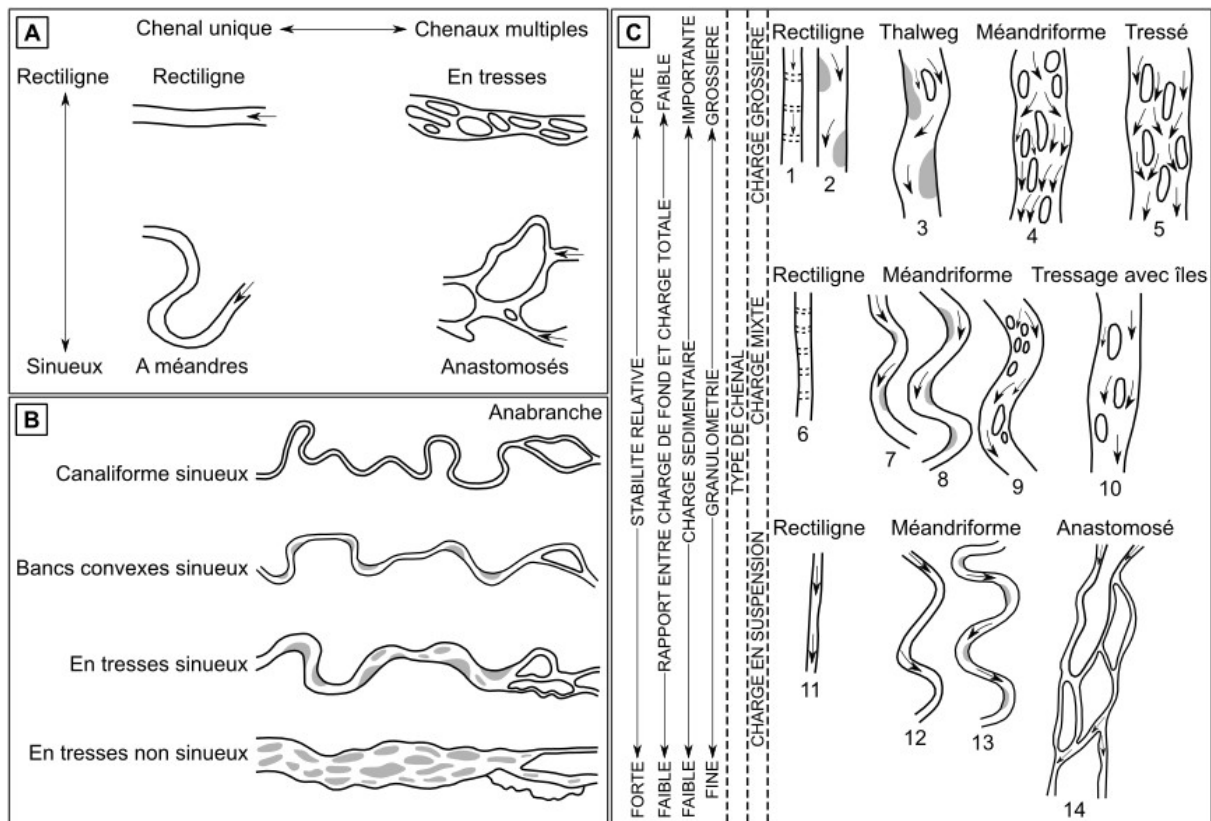 A
Chenal unique
Chenaux multiples
Rectiligne
Rectiligne
En tresses
Sinueux
A méandres
Anastomosés
B
Anabranche
Canaliforme sinueux
Bancs convexes sinueux
En tresses sinueux
En tresses non sinueux
C
FORTE
STABILITE RELATIVE
FORTE
FAIBLE
RAPPORT ENTRE CHARGE DE FOND ET CHARGE TOTALE
FAIBLE
IMPORTANTE
CHARGE SEDIMENTAIRE
FAIBLE
GROSSIERE
GRANULOMETRIE
FINE
TYPE DE CHENAL
CHARGE GROSSIERE
CHARGE MIXTE
CHARGE EN SUSPENSION
Rectiligne Thalweg Méandriforme Tressé
1 2 3 4 5
Rectiligne Méandriforme Tressage avec îles
6 7 8 9 10
Rectiligne Méandriforme Anastomosé
11 12 13 14